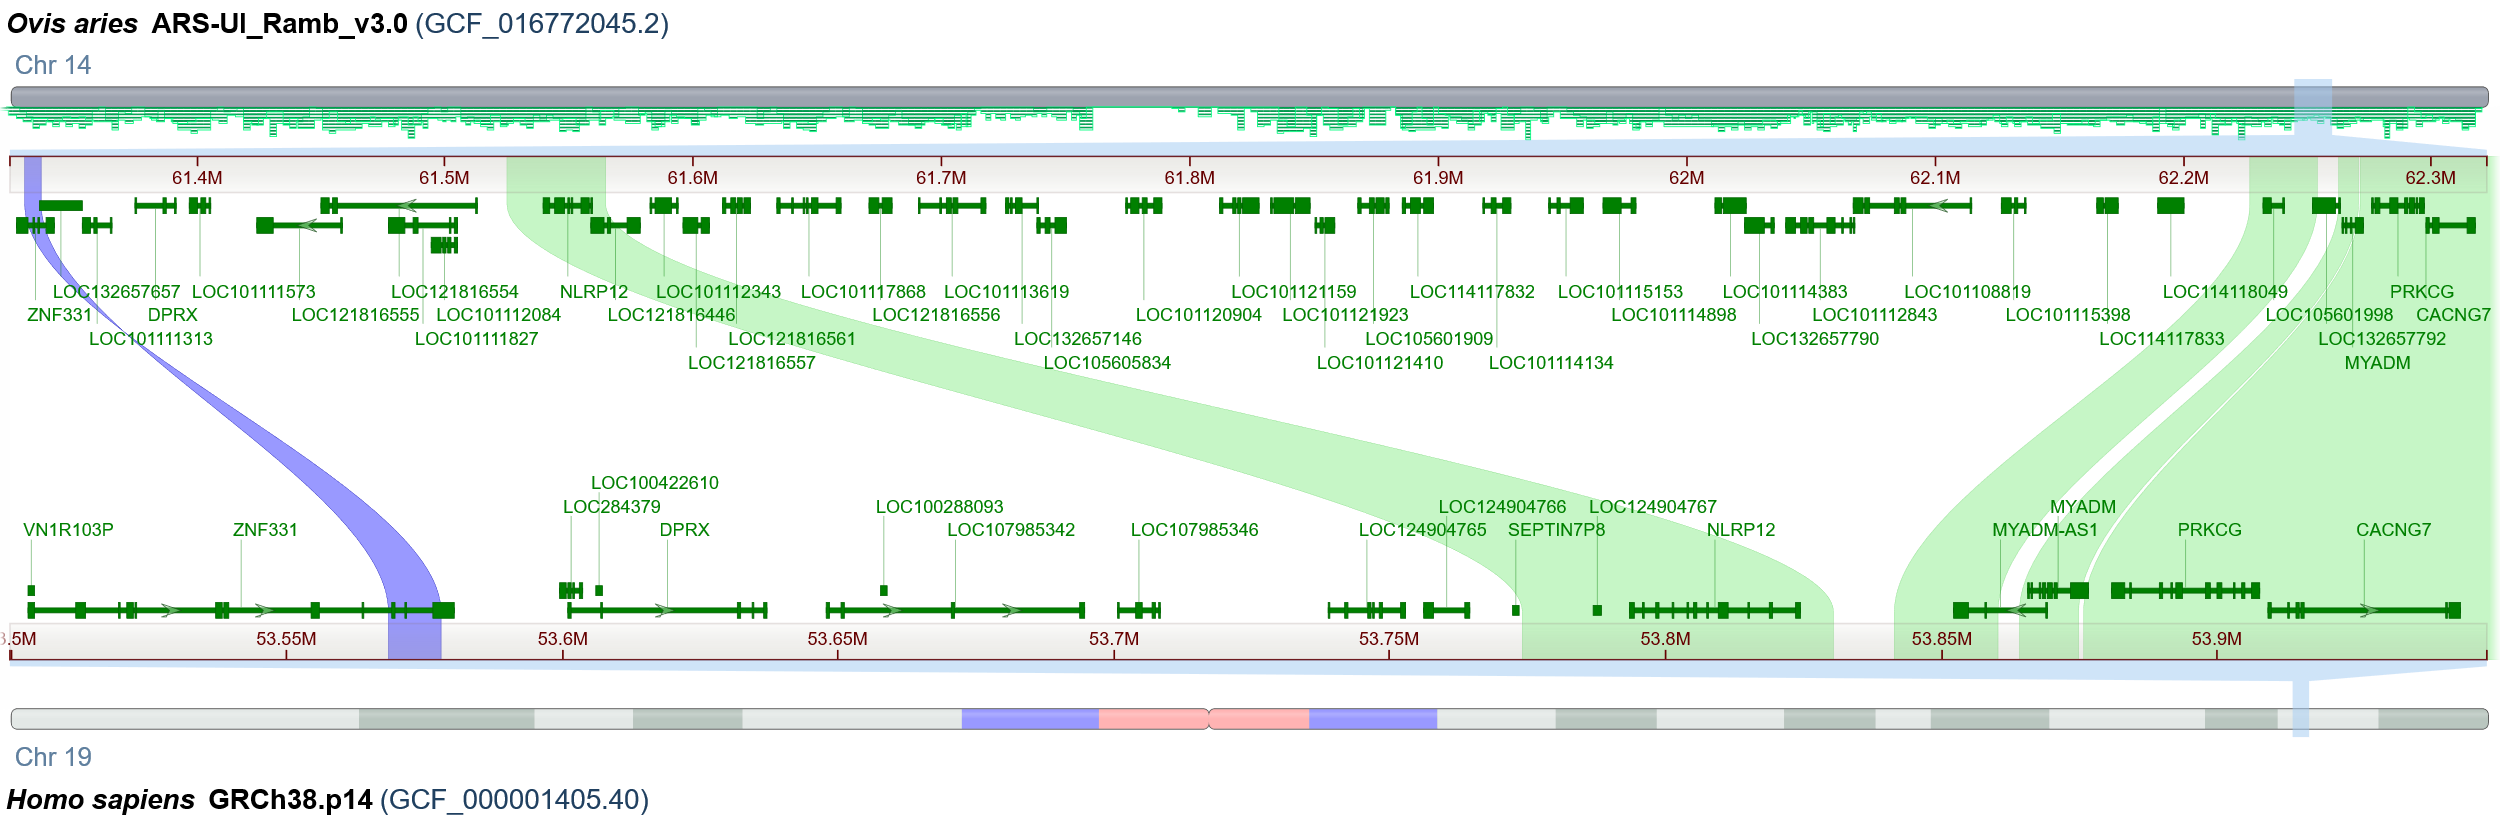 Ovis aries ARS-UI_Ramb_v3.0 (GCF_016772045.2)
Chr 14
61.4M 61.5M 61.6M 61.7M 61.8M 61.9M 62M 62.1M 62.2M 62.3M
LOC132657657 LOC101111573 LOC121816554 NLRP12 LOC101112343 LOC101117868 LOC101113619 LOC101121159 LOC114117832 LOC101115153 LOC101114383 LOC101108819 LOC114118049 PRKCG
ZNF331 DPRX LOC121816555 LOC101112084 LOC121816446 LOC121816556 LOC101120904 LOC101121923 LOC101114898 LOC101112843 LOC101115398 LOC105601998 CACNG7
LOC101111313 LOC101111827 LOC121816561 LOC132657146 LOC105601909 LOC132657790 LOC114117833 LOC132657792
LOC121816557 LOC105605834 LOC101121410 LOC101114134 MYADM
LOC100422610
LOC284379 LOC100288093 LOC124904766 LOC124904767 MYADM
VN1R103P ZNF331 DPRX LOC107985342 LOC107985346 LOC124904765 SEPTIN7P8 NLRP12 MYADM-AS1 PRKCG CACNG7
3.5M 53.55M 53.6M 53.65M 53.7M 53.75M 53.8M 53.85M 53.9M
Chr 19
Homo sapiens GRCh38.p14 (GCF_000001405.40)